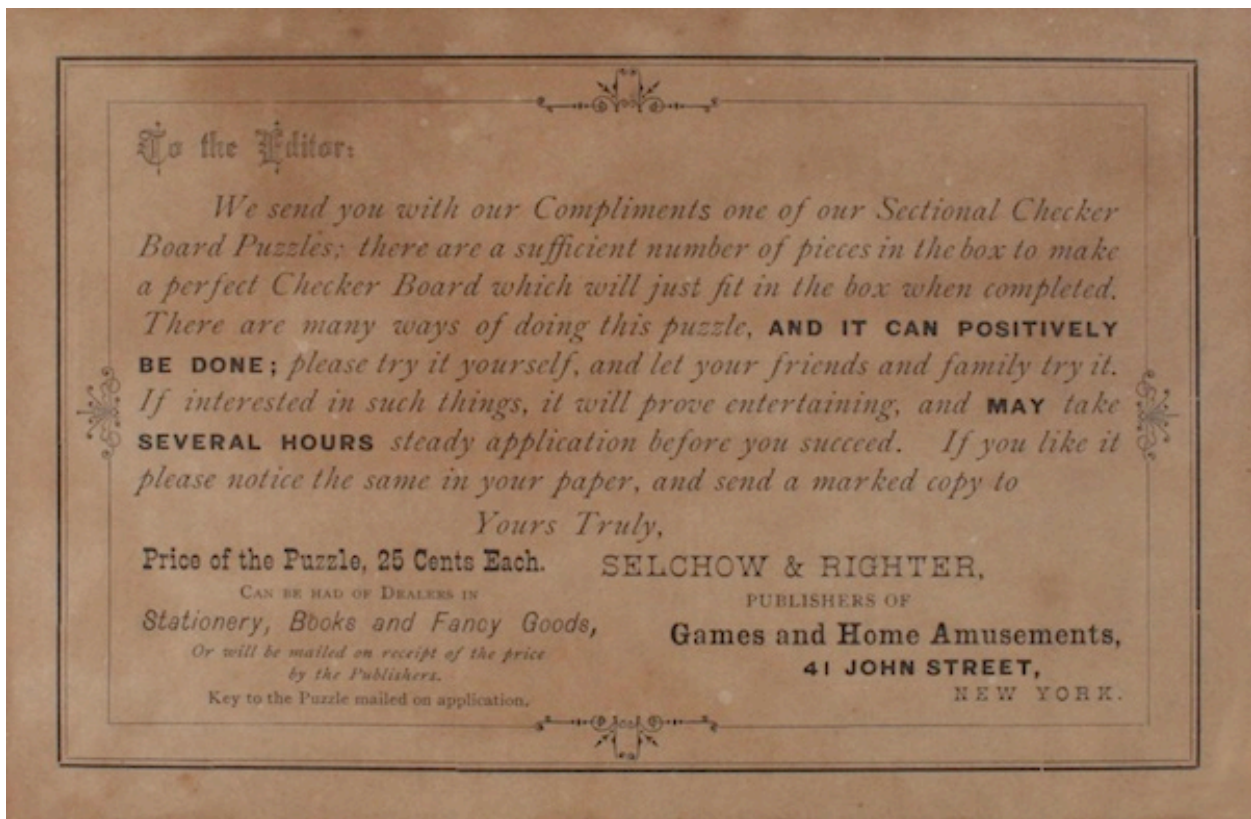 To the Editor:
We send you with our Compliments one of our Sectional Checker
Board Puzzles; there are a sufficient number of pieces in the box to make
a perfect Checker Board which will just fit in the box when completed.
There are many ways of doing this puzzle, AND IT CAN POSITIVELY
BE DONE; please try it yourself, and let your friends and family try it.
If interested in such things, it will prove entertaining, and MAY take
SEVERAL HOURS steady application before you succeed. If you like it
please notice the same in your paper, and send a marked copy to
Yours Truly,
Price of the Puzzle, 25 Cents Each.
CAN BE HAD OF DEALERS IN
Stationery, Books and Fancy Goods,
Or will be mailed on receipt of the price
by the Publishers.
Key to the Puzzle mailed on application.
SELCHOW & RIGHTER,
PUBLISHERS OF
Games and Home Amusements,
41 JOHN STREET,
NEW YORK.